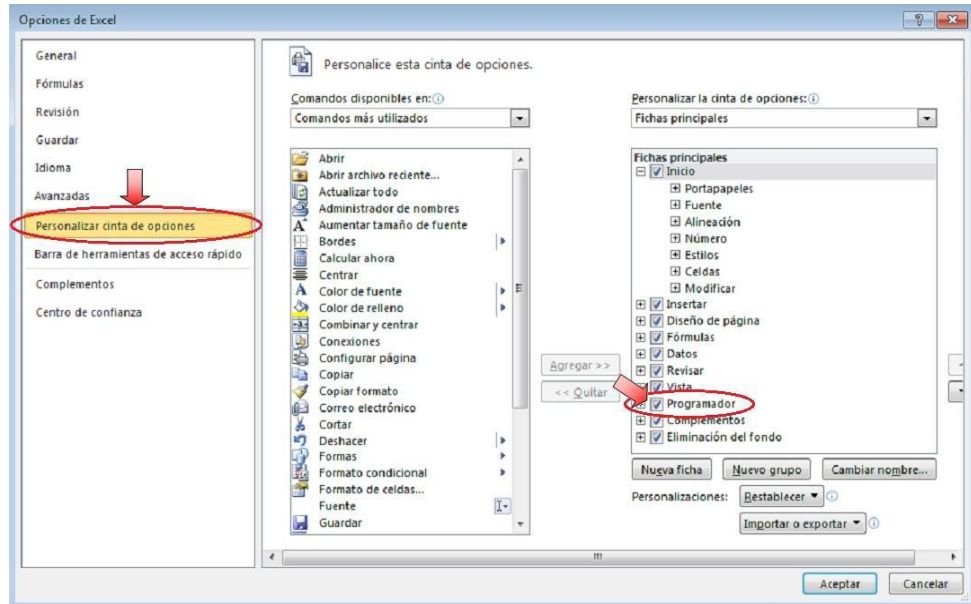 Opciones de Excel
General
Fórmulas
Revisión
Guardar
Idioma
Avanzadas
Personalizar cinta de opciones
Barra de herramientas de acceso rápido
Complementos
Centro de confianza
Personalice esta cinta de opciones.
Comandos disponibles en:
Comandos más utilizados
Abrir
Abrir archivo reciente...
Actualizar todo
Administrador de nombres
Aumentar tamaño de fuente
Bordes
Calcular ahora
Centrar
Color de fuente
Color de relleno
Combinar y centrar
Conexiones
Configurar página
Copiar
Copiar formato
Correo electrónico
Cortar
Deshacer
Formas
Formato condicional
Formato de celdas...
Fuente
Guardar
Agregar >>
<< Quitar
Personalizar la cinta de opciones:
Fichas principales
Fichas principales
Inicio
Portapapeles
Fuente
Alineación
Número
Estilos
Celdas
Modificar
Insertar
Diseño de página
Fórmulas
Datos
Revisar
Vista
Programador
Complementos
Eliminación del fondo
Nueva ficha Nuevo grupo Cambiar nombre...
Personalizaciones: Restablecer
Importar o exportar
Aceptar Cancelar